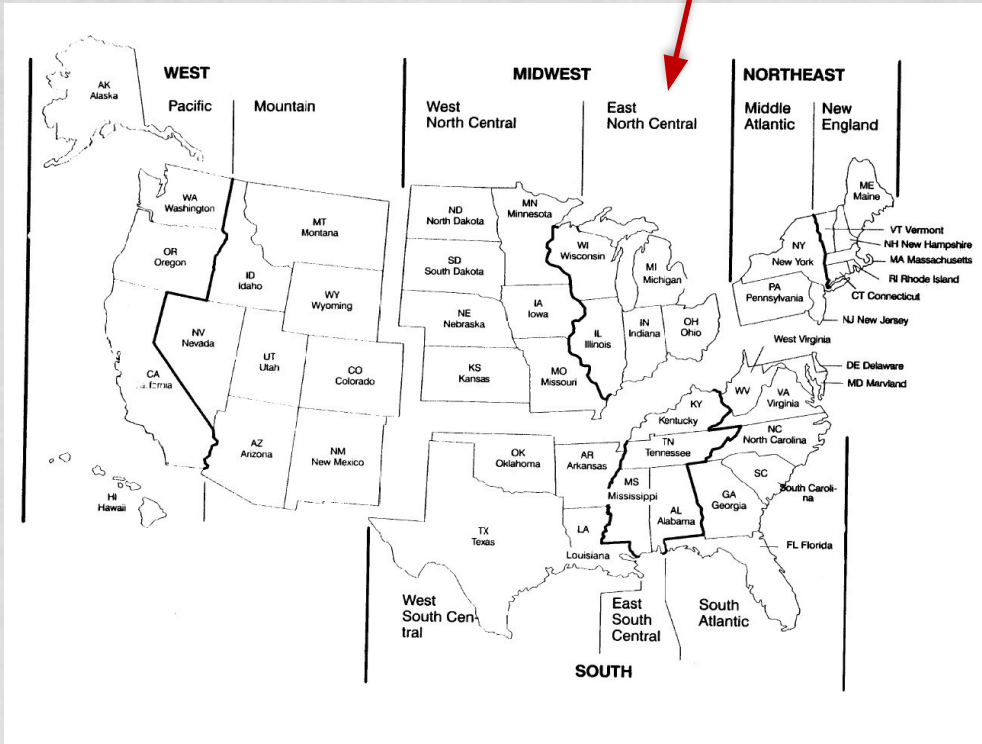 WEST
MIDWEST
NORTHEAST
Pacific
Mountain
West
North Central
East
North Central
Middle
Atlantic
New
England
AK
Alaska
WA
Washington
OR
Oregon
CA
HI
Hawaii
MT
Montana
ID
Idaho
WY
Wyoming
NV
Nevada
UT
Utah
CO
Colorado
AZ
Arizona
NM
New Mexico
ND
North Dakota
SD
South Dakota
NE
Nebraska
KS
Kansas
MN
Minnesota
IA
Iowa
MO
Missouri
WI
Wisconsin
MI
Michigan
IL
Illinois
IN
Indiana
OH
Ohio
NY
New York
PA
Pennsylvania
ME
Maine
VT Vermont
NH New Hampshire
MA Massachusetts
RI Rhode Island
CT Connecticut
NJ New Jersey
West Virginia
DE Delaware
MD Marvland
WV
VA
Virginia
KY
Kentucky
TN
Tennessee
NC
North Carolina
SC
South Caroli-
na
GA
Georgia
FL Florida
OK
Oklahoma
AR
Arkansas
TX
Texas
LA
Louisiana
MS
Mississippi
AL
Alabama
West
South Cen-
tral
East
South
Central
South
Atlantic
SOUTH